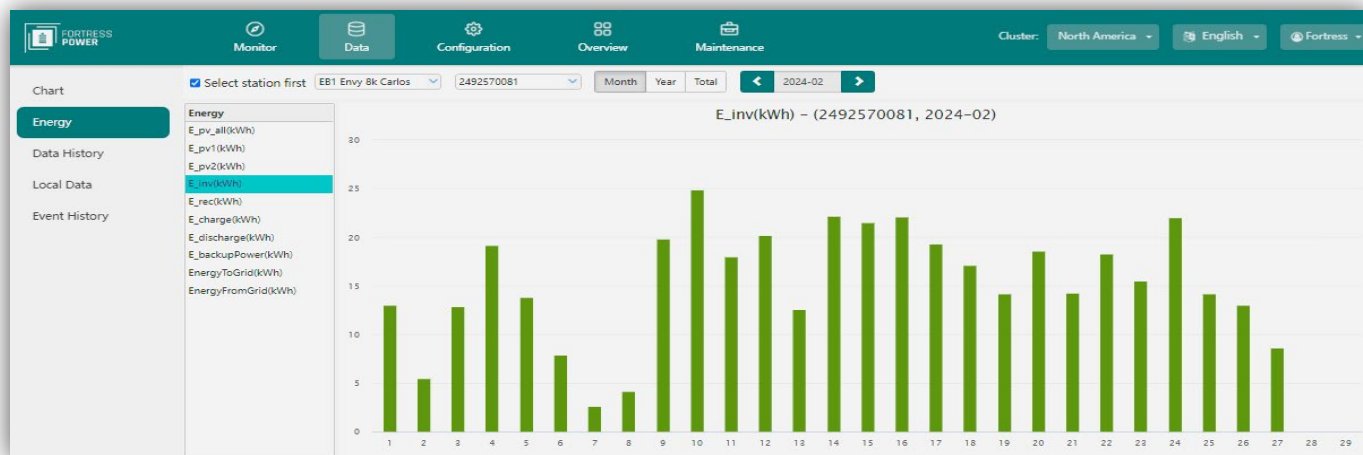 FORTRESS
POWER
Monitor
Data
Configuration
Overview
Maintenance
Cluster: North America
English
Fortress
Chart
Energy
Data History
Local Data
Event History
Select station first EB1 Envy 8k Carlos 2492570081 Month Year Total 2024-02
Energy
E_pv_all(kWh)
E_pv1(kWh)
E_pv2(kWh)
E_inv(kWh)
E_rec(kWh)
E_charge(kWh)
E_discharge(kWh)
E_backupPower(kWh)
EnergyToGrid(kWh)
EnergyFromGrid(kWh)
E_inv(kWh) - (2492570081, 2024-02)
30
25
20
15
10
5
0
1 2 3 4 5 6 7 8 9 10 11 12 13 14 15 16 17 18 19 20 21 22 23 24 25 26 27 28 29